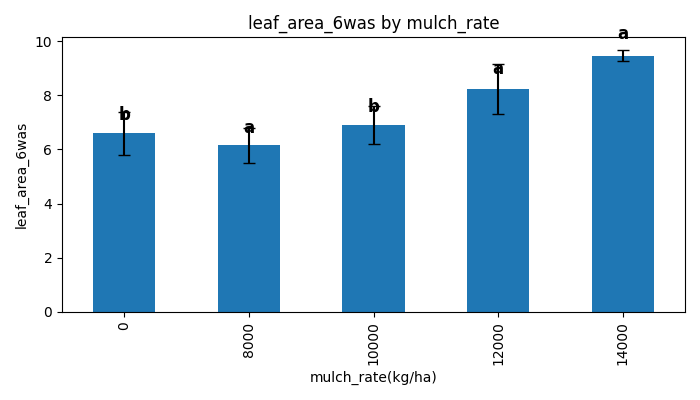 leaf_area_6was by mulch_rate
leaf_area_6was
10
8
6
4
2
0
b
a
b
a
a
0
8000
10000
12000
14000
mulch_rate(kg/ha)